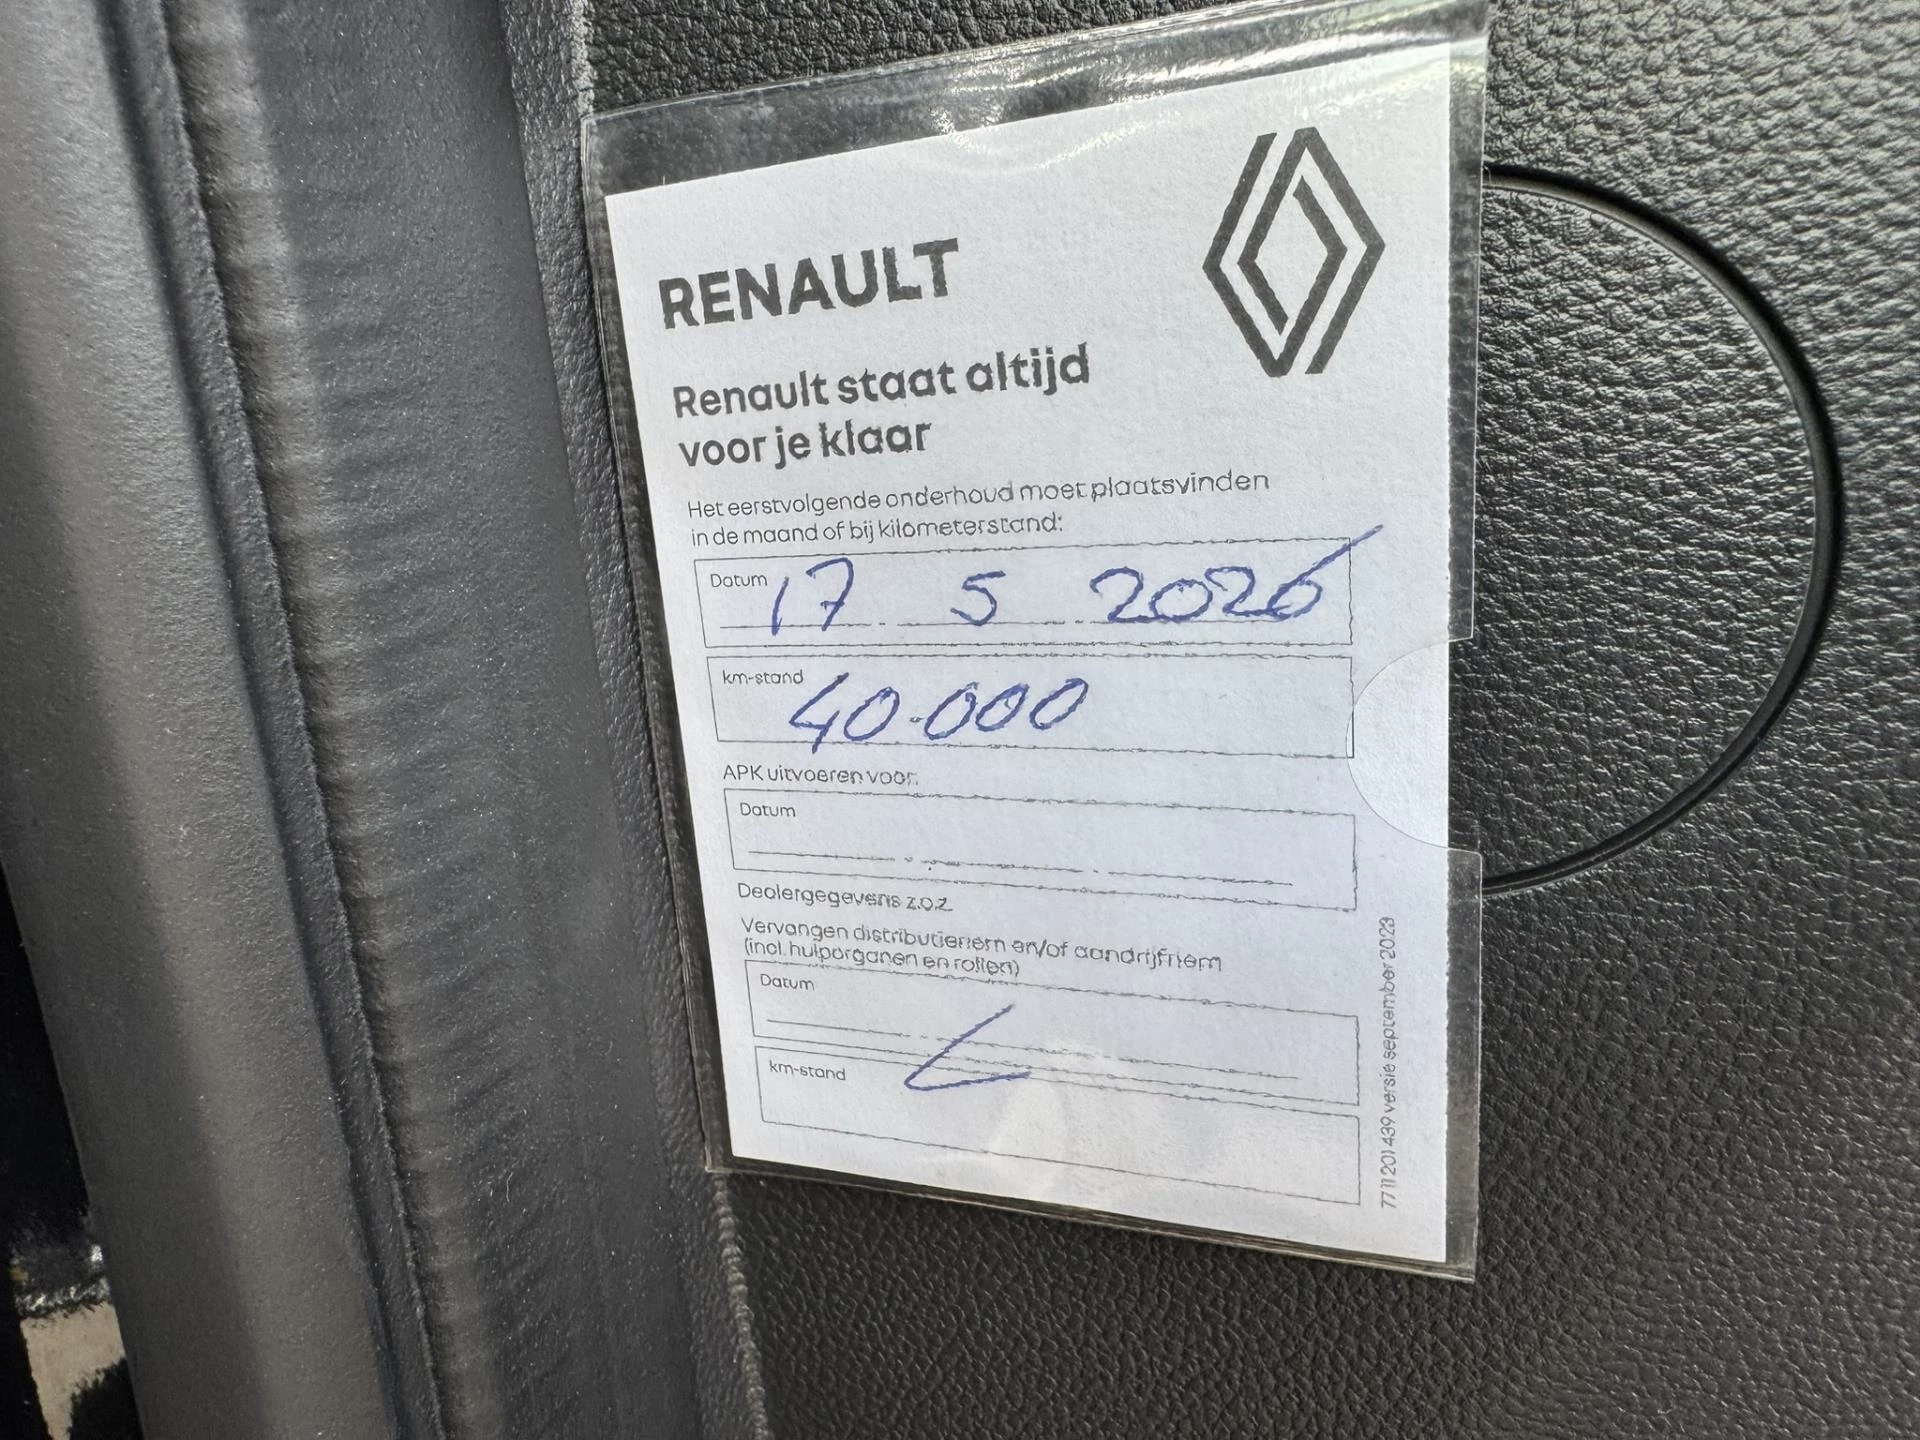 RENAULT
Renault staat altijd
voor je klaar
Het eerstvolgende onderhoud moet plaatsvinden
in de maand of bij kilometerstand:
Datum 17 5 2026
km-stand 40.000
APK uitvoeren voor:
Datum
Dealergegevens z.o.z.
Vervangen distributieriem en/of aandrijfriem
(incl. hulporganen en rollen)
Datum
km-stand
77 11 201 439 versie september 2023